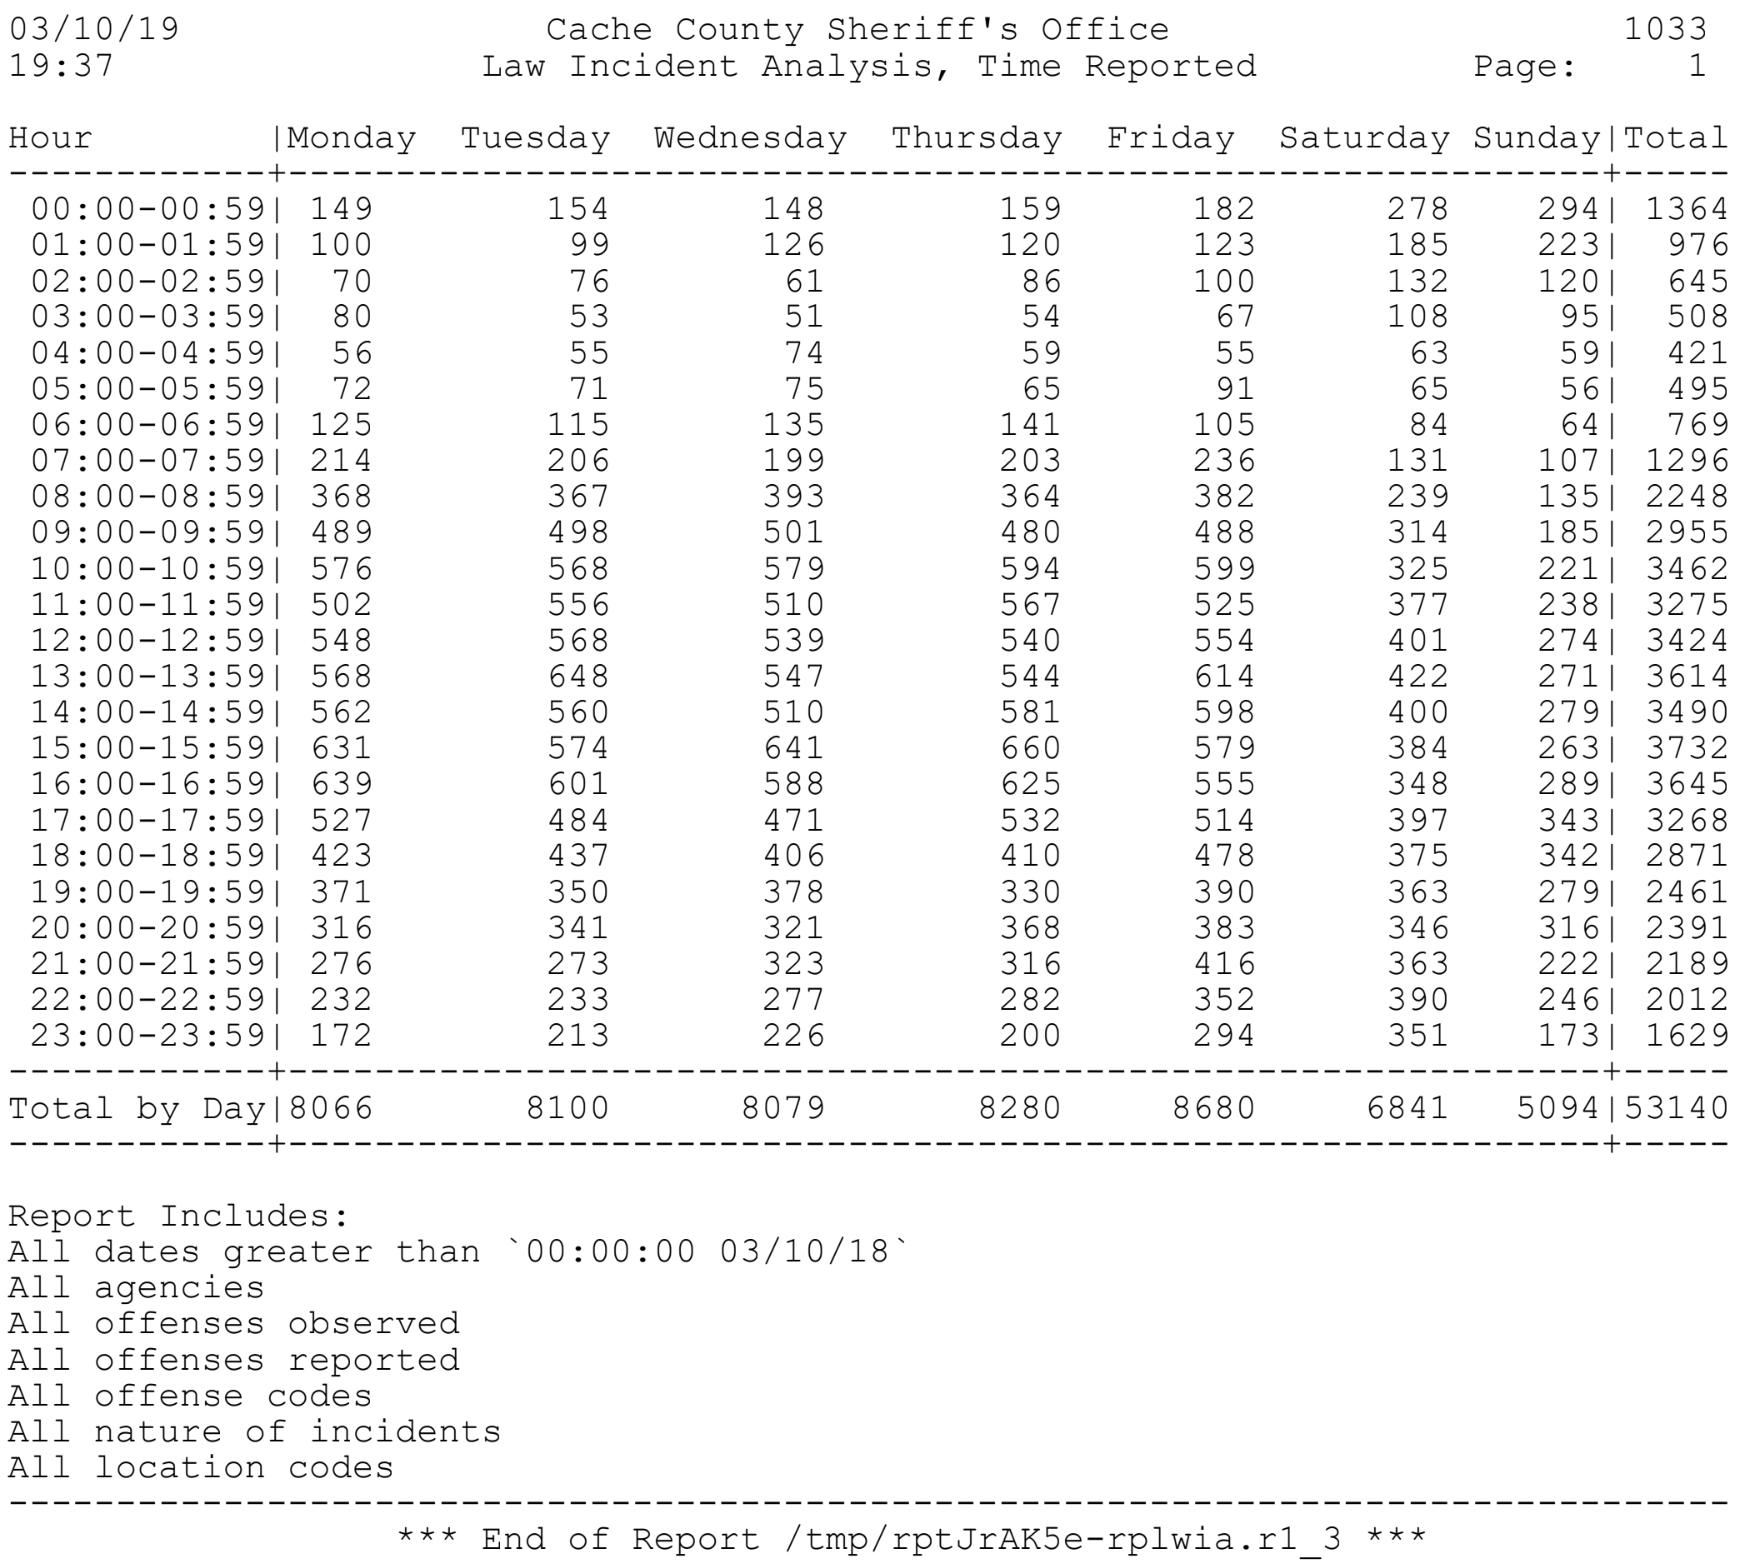 03/10/19 Cache County Sheriff's Office 1033
19:37 Law Incident Analysis, Time Reported Page: 1
Hour |Monday Tuesday Wednesday Thursday Friday Saturday Sunday|Total
------------+-------------------------------------------------------------+-----
00:00-00:59| 149 154 148 159 182 278 294| 1364
01:00-01:59| 100 99 126 120 123 185 223| 976
02:00-02:59| 70 76 61 86 100 132 120| 645
03:00-03:59| 80 53 51 54 67 108 95| 508
04:00-04:59| 56 55 74 59 55 63 59| 421
05:00-05:59| 72 71 75 65 91 65 56| 495
06:00-06:59| 125 115 135 141 105 84 64| 769
07:00-07:59| 214 206 199 203 236 131 107| 1296
08:00-08:59| 368 367 393 364 382 239 135| 2248
09:00-09:59| 489 498 501 480 488 314 185| 2955
10:00-10:59| 576 568 579 594 599 325 221| 3462
11:00-11:59| 502 556 510 567 525 377 238| 3275
12:00-12:59| 548 568 539 540 554 401 274| 3424
13:00-13:59| 568 648 547 544 614 422 271| 3614
14:00-14:59| 562 560 510 581 598 400 279| 3490
15:00-15:59| 631 574 641 660 579 384 263| 3732
16:00-16:59| 639 601 588 625 555 348 289| 3645
17:00-17:59| 527 484 471 532 514 397 343| 3268
18:00-18:59| 423 437 406 410 478 375 342| 2871
19:00-19:59| 371 350 378 330 390 363 279| 2461
20:00-20:59| 316 341 321 368 383 346 316| 2391
21:00-21:59| 276 273 323 316 416 363 222| 2189
22:00-22:59| 232 233 277 282 352 390 246| 2012
23:00-23:59| 172 213 226 200 294 351 173| 1629
------------+-------------------------------------------------------------+-----
Total by Day|8066 8100 8079 8280 8680 6841 5094|53140
------------+-------------------------------------------------------------+-----
Report Includes:
All dates greater than `00:00:00 03/10/18`
All agencies
All offenses observed
All offenses reported
All offense codes
All nature of incidents
All location codes
--------------------------------------------------------------------------------
*** End of Report /tmp/rptJrAK5e-rplwia.r1_3 ***